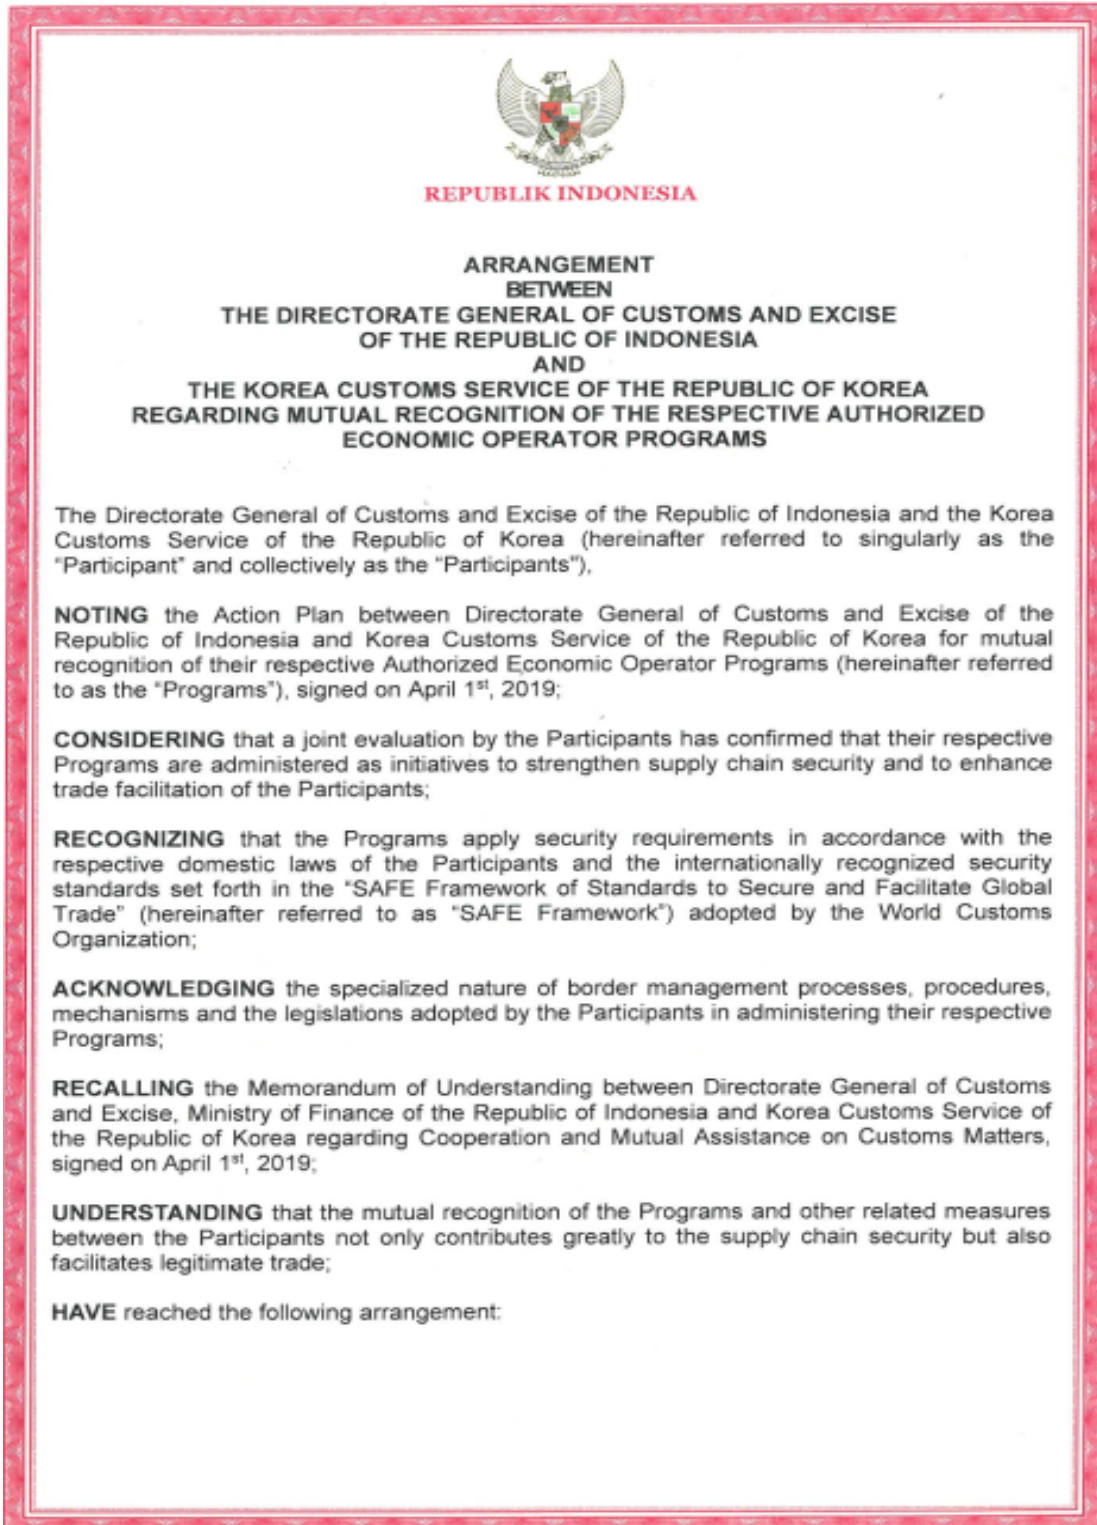 REPUBLIK INDONESIA
ARRANGEMENT
BETWEEN
THE DIRECTORATE GENERAL OF CUSTOMS AND EXCISE
OF THE REPUBLIC OF INDONESIA
AND
THE KOREA CUSTOMS SERVICE OF THE REPUBLIC OF KOREA
REGARDING MUTUAL RECOGNITION OF THE RESPECTIVE AUTHORIZED
ECONOMIC OPERATOR PROGRAMS
The Directorate General of Customs and Excise of the Republic of Indonesia and the Korea
Customs Service of the Republic of Korea (hereinafter referred to singularly as the
“Participant” and collectively as the “Participants”),
NOTING the Action Plan between Directorate General of Customs and Excise of the
Republic of Indonesia and Korea Customs Service of the Republic of Korea for mutual
recognition of their respective Authorized Economic Operator Programs (hereinafter referred
to as the “Programs”), signed on April 1st, 2019;
CONSIDERING that a joint evaluation by the Participants has confirmed that their respective
Programs are administered as initiatives to strengthen supply chain security and to enhance
trade facilitation of the Participants;
RECOGNIZING that the Programs apply security requirements in accordance with the
respective domestic laws of the Participants and the internationally recognized security
standards set forth in the “SAFE Framework of Standards to Secure and Facilitate Global
Trade” (hereinafter referred to as “SAFE Framework”) adopted by the World Customs
Organization;
ACKNOWLEDGING the specialized nature of border management processes, procedures,
mechanisms and the legislations adopted by the Participants in administering their respective
Programs;
RECALLING the Memorandum of Understanding between Directorate General of Customs
and Excise, Ministry of Finance of the Republic of Indonesia and Korea Customs Service of
the Republic of Korea regarding Cooperation and Mutual Assistance on Customs Matters,
signed on April 1st, 2019;
UNDERSTANDING that the mutual recognition of the Programs and other related measures
between the Participants not only contributes greatly to the supply chain security but also
facilitates legitimate trade;
HAVE reached the following arrangement: